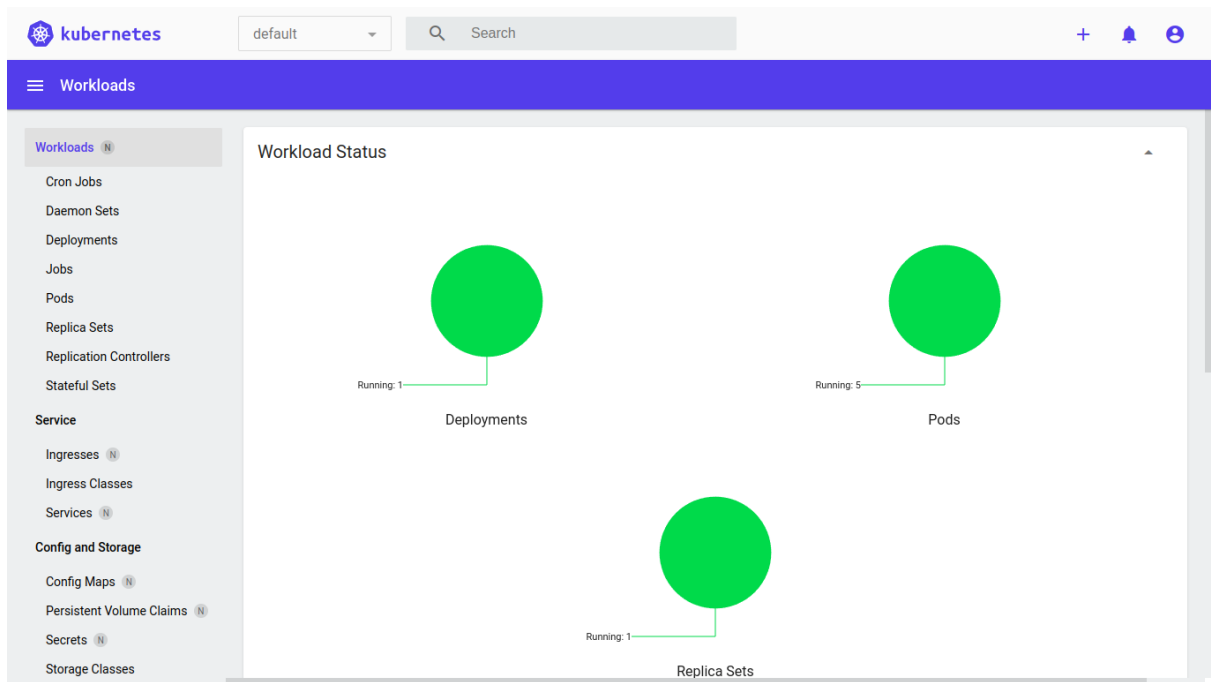 kubernetes
default
Search
Workloads
Workloads N
Cron Jobs
Daemon Sets
Deployments
Jobs
Pods
Replica Sets
Replication Controllers
Stateful Sets
Service
Ingresses N
Ingress Classes
Services N
Config and Storage
Config Maps N
Persistent Volume Claims N
Secrets N
Storage Classes
Workload Status
Running: 1
Deployments
Running: 5
Pods
Running: 1
Replica Sets